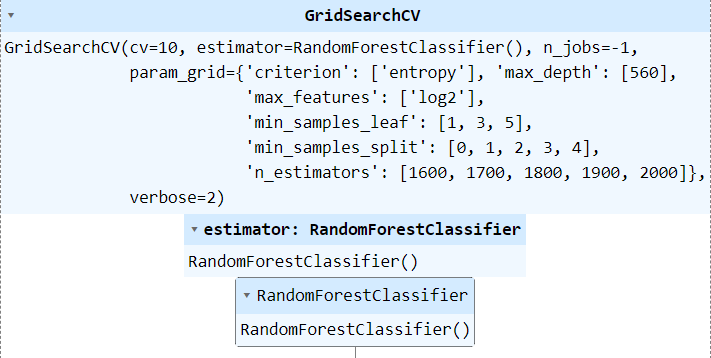 GridSearchCV
GridSearchCV(cv=10, estimator=RandomForestClassifier(), n_jobs=-1,
param_grid={'criterion': ['entropy'], 'max_depth': [560],
'max_features': ['log2'],
'min_samples_leaf': [1, 3, 5],
'min_samples_split': [0, 1, 2, 3, 4],
'n_estimators': [1600, 1700, 1800, 1900, 2000]},
verbose=2)
estimator: RandomForestClassifier
RandomForestClassifier()
RandomForestClassifier
RandomForestClassifier()